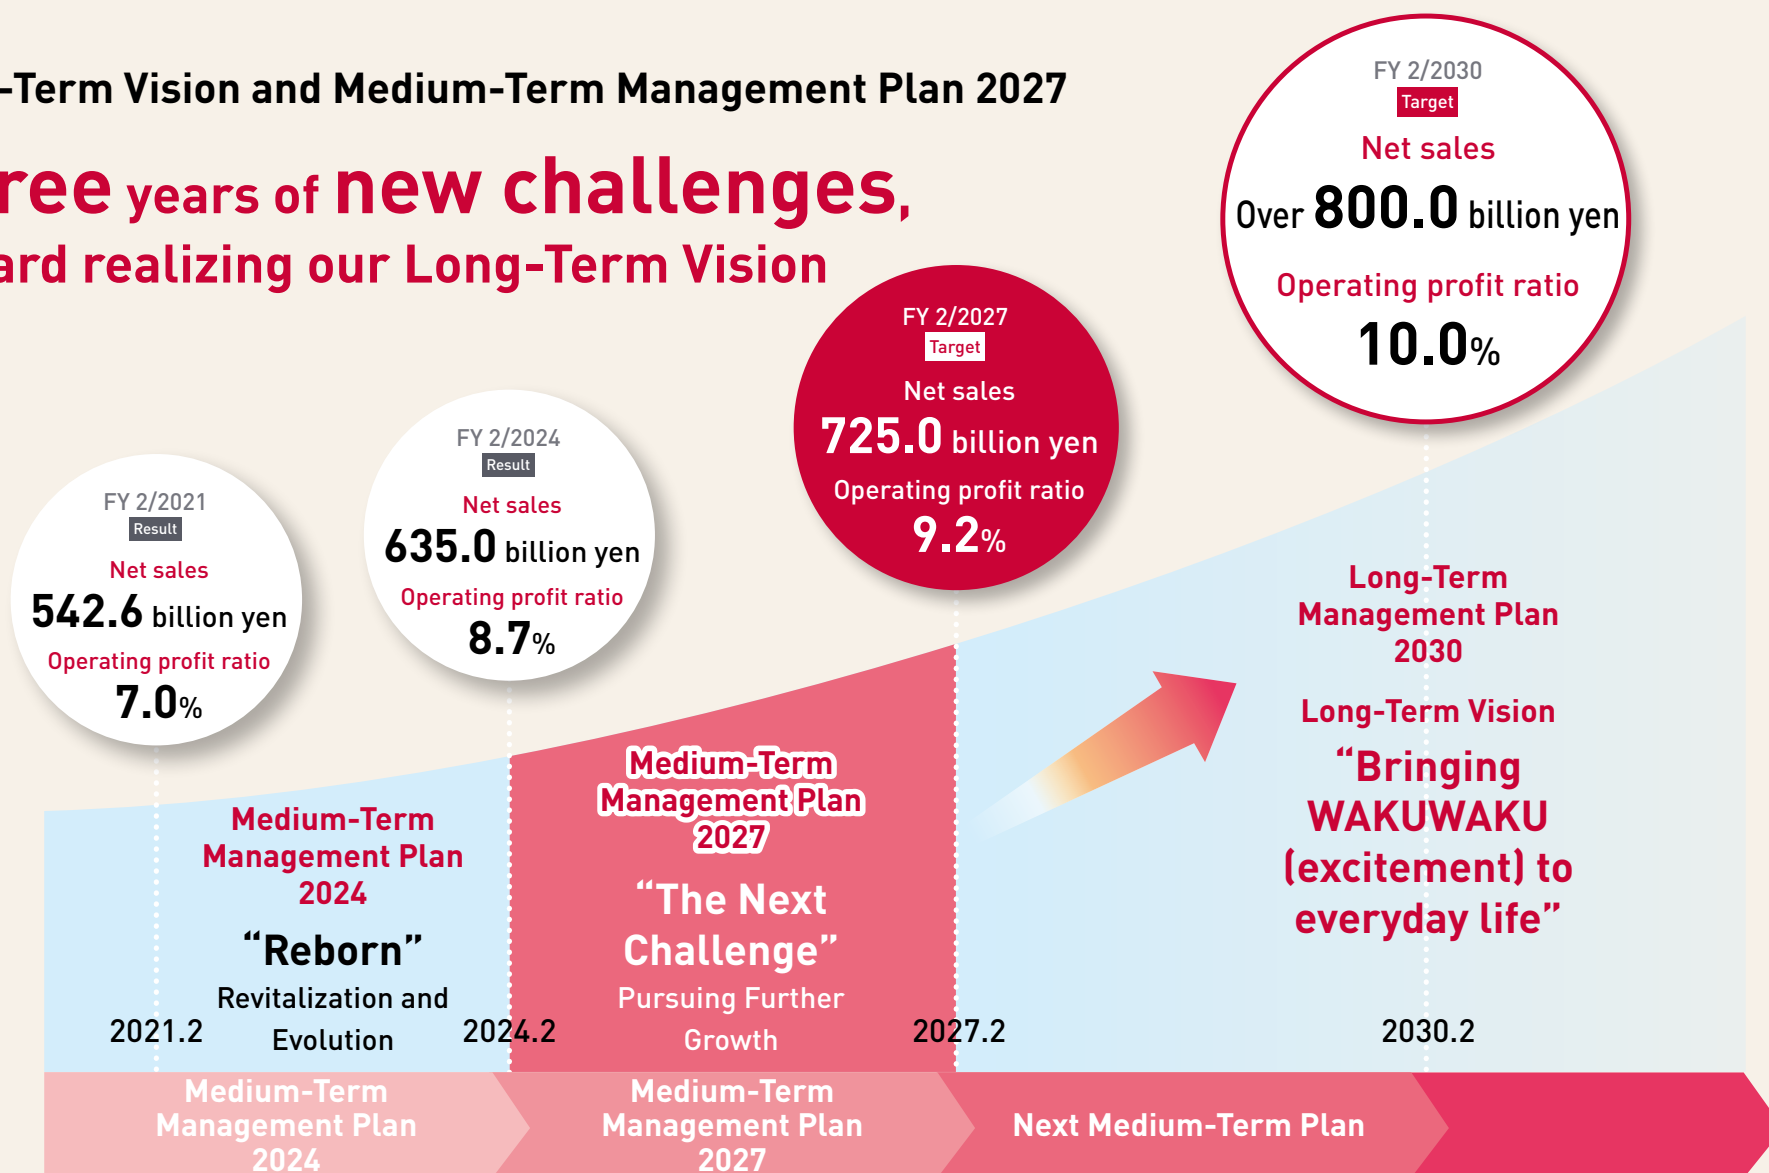 -Term Vision and Medium-Term Management Plan 2027
ree years of new challenges,
ard realizing our Long-Term Vision
FY 2/2021
Result
Net sales
542.6 billion yen
Operating profit ratio
7.0%
FY 2/2024
Result
Net sales
635.0 billion yen
Operating profit ratio
8.7%
FY 2/2027
Target
Net sales
725.0 billion yen
Operating profit ratio
9.2%
FY 2/2030
Target
Net sales
Over 800.0 billion yen
Operating profit ratio
10.0%
Medium-Term
Management Plan
2024
“Reborn”
Revitalization and
Evolution
Medium-Term
Management Plan
2027
“The Next
Challenge”
Pursuing Further
Growth
Long-Term
Management Plan
2030
Long-Term Vision
“Bringing
WAKUWAKU
(excitement) to
everyday life”
2021.2
2024.2
2027.2
2030.2
Medium-Term
Management Plan
2024
Medium-Term
Management Plan
2027
Next Medium-Term Plan